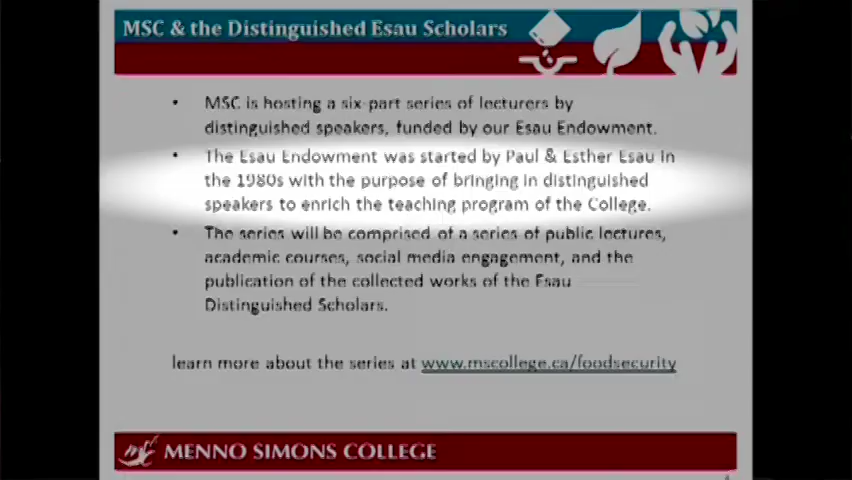 MSC & the Distinguished Esau Scholars
• MSC is hosting a six-part series of lecturers by
distinguished speakers, funded by our Esau Endowment.
• The Esau Endowment was started by Paul & Esther Esau in
the 1980s with the purpose of bringing in distinguished
speakers to enrich the teaching program of the College.
• The series will be comprised of a series of public lectures,
academic courses, social media engagement, and the
publication of the collected works of the Esau
Distinguished Scholars.
learn more about the series at www.mscollege.ca/foodsecurity
MENNO SIMONS COLLEGE